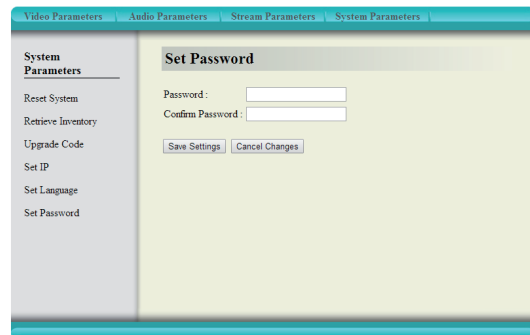 Video Parameters Audio Parameters Stream Parameters System Parameters
System
Parameters
Reset System
Retrieve Inventory
Upgrade Code
Set IP
Set Language
Set Password
Set Password
Password :
Confirm Password :
Save Settings Cancel Changes